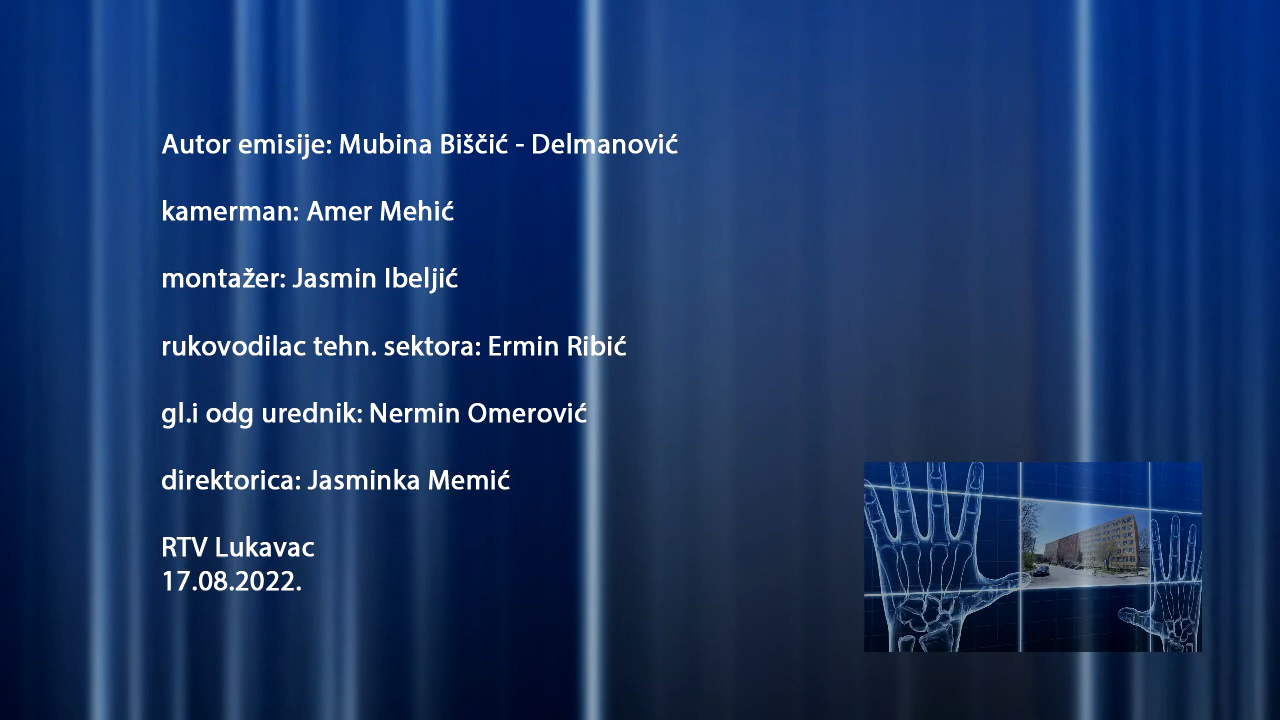 Autor emisije: Mubina Biščić - Delmanović
kamerman: Amer Mehić
montažer: Jasmin Ibeljić
rukovodilac tehn. sektora: Ermin Ribić
gl.i odg urednik: Nermin Omerović
direktorica: Jasminka Memić
RTV Lukavac
17.08.2022.